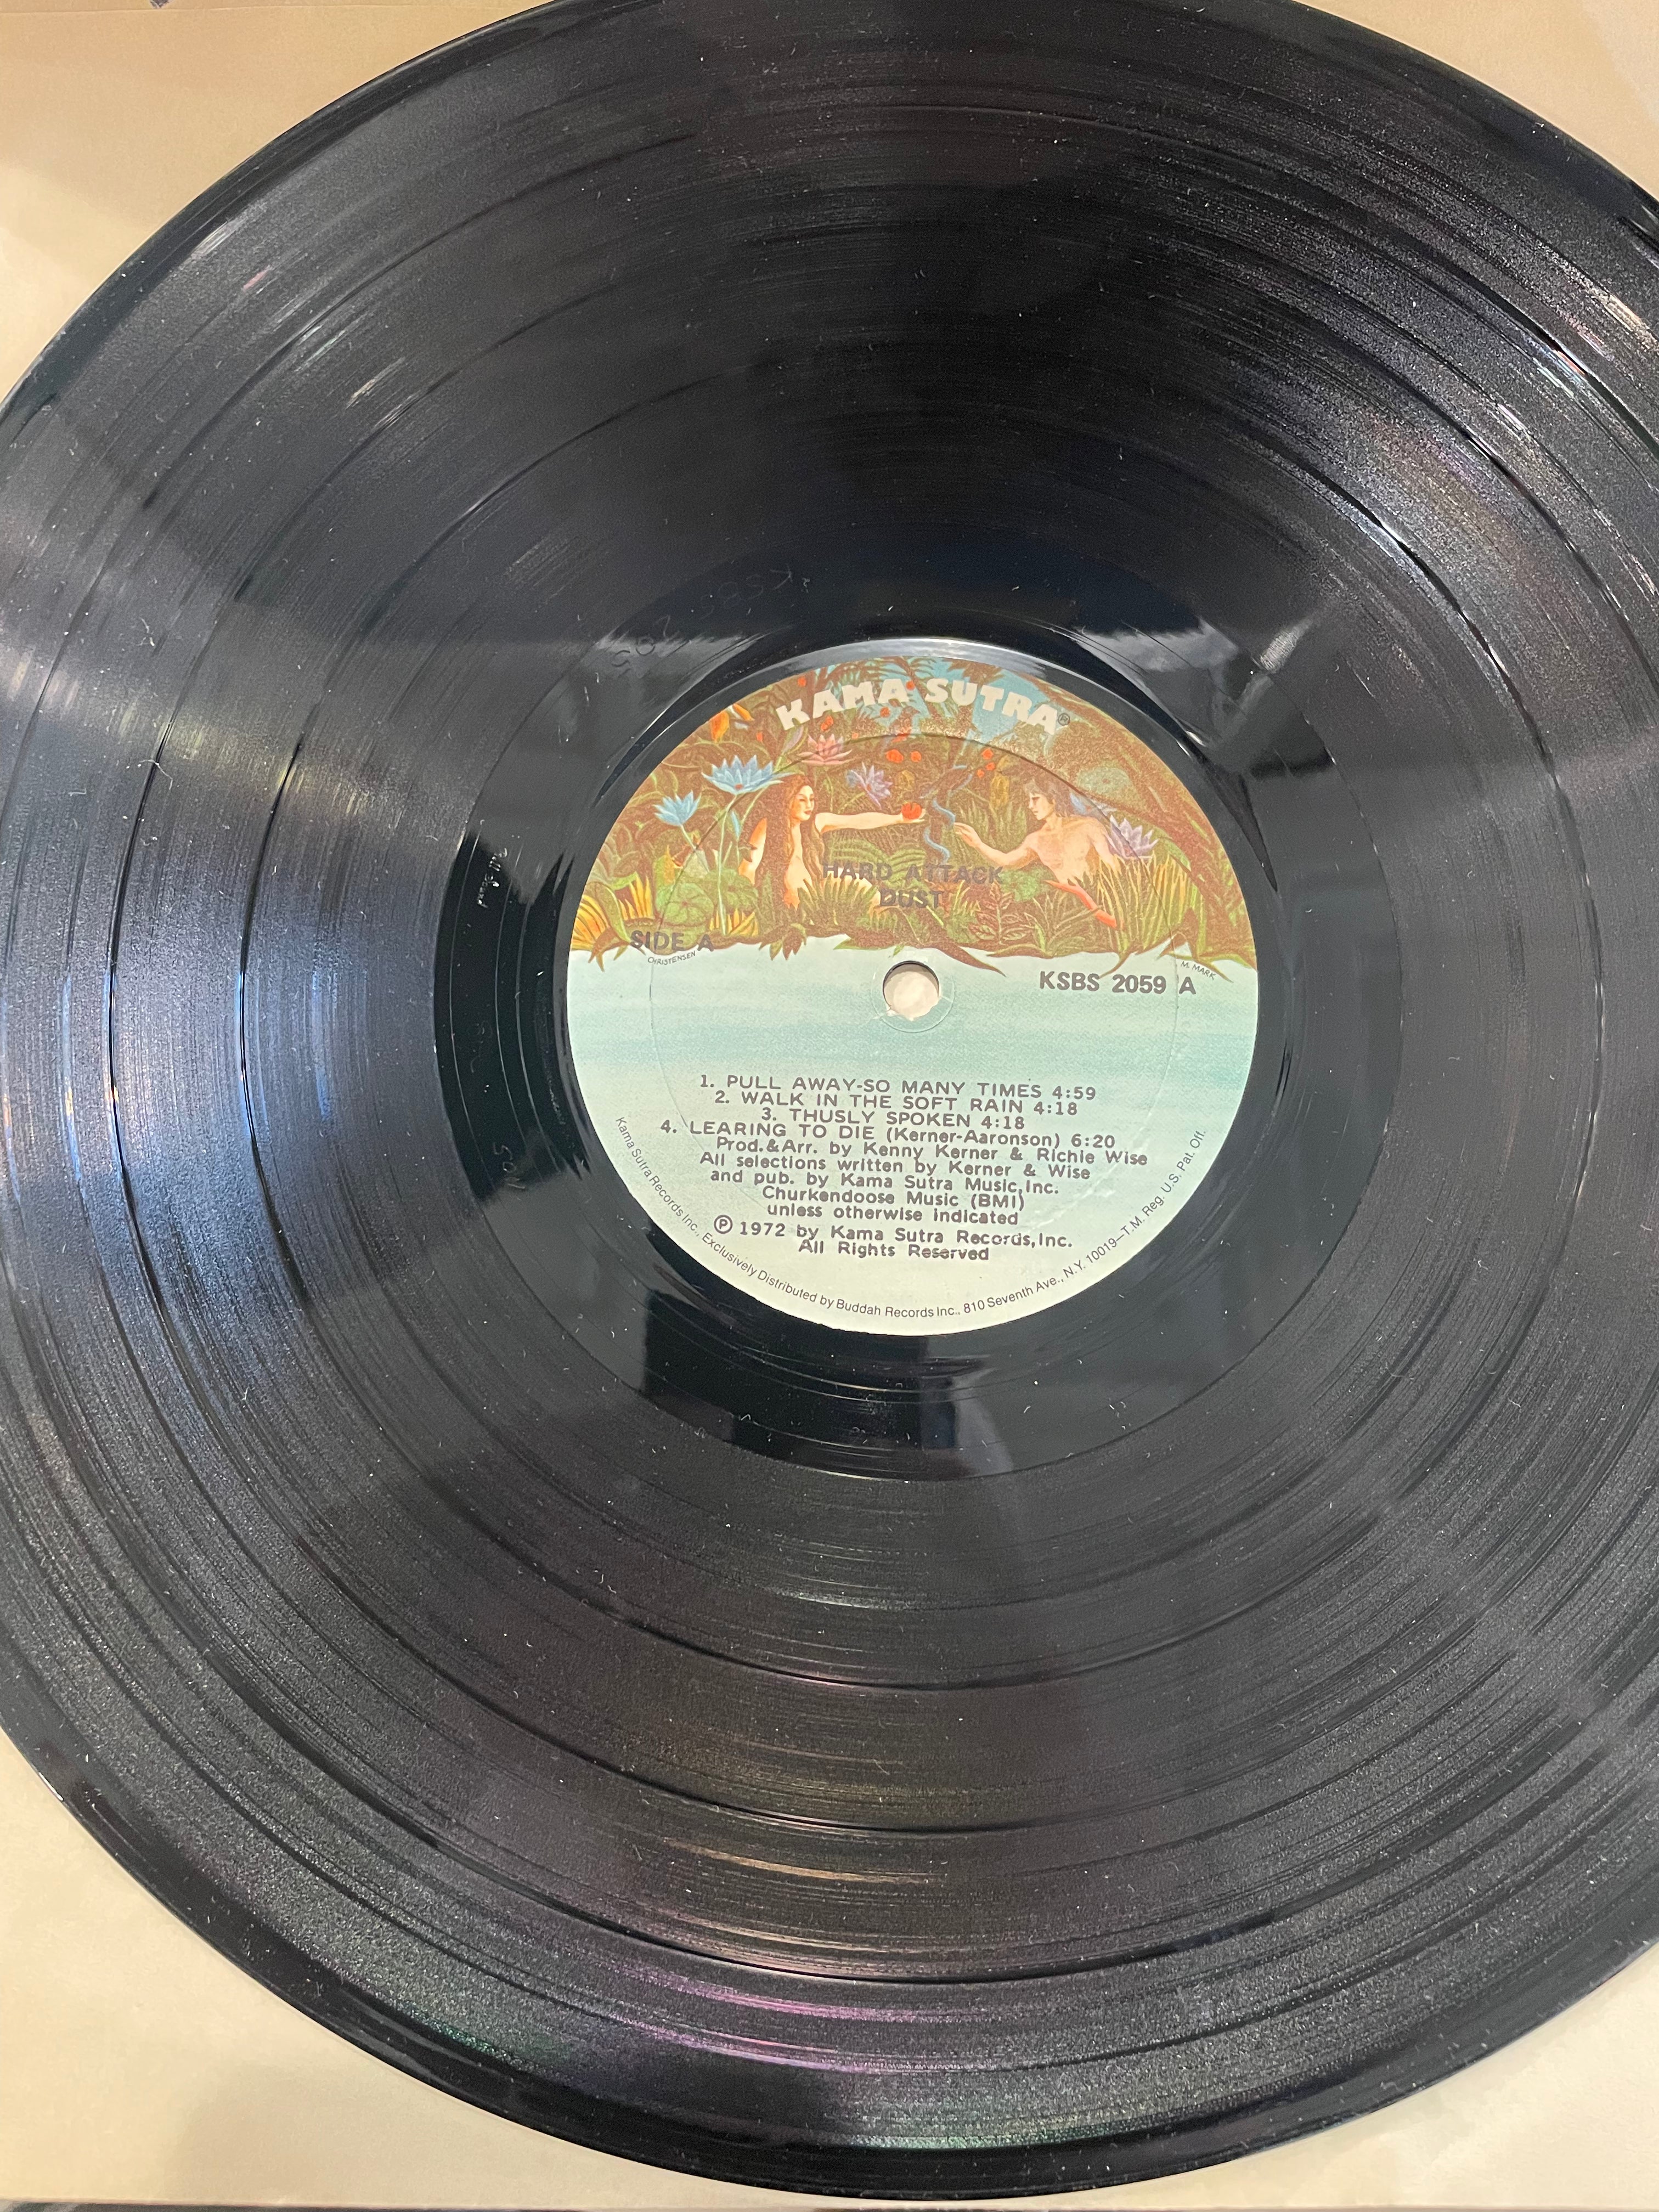 KAMA SUTRA®
HARD ATTACK
DUST
SIDE A
CHRISTENSEN
M. MARK
KSBS 2059 A
1. PULL AWAY-SO MANY TIMES 4:59
2. WALK IN THE SOFT RAIN 4:18
3. THUSLY SPOKEN 4:18
4. LEARING TO DIE (Kerner-Aaronson) 6:20
Prod.&Arr. by Kenny Kerner & Richie Wise
All selections written by Kerner & Wise
and pub. by Kama Sutra Music,Inc.
Churkendoose Music (BMI)
unless otherwise indicated
℗ 1972 by Kama Sutra Records,Inc.
All Rights Reserved
Kama Sutra Records Inc., Exclusively Distributed by Buddah Records Inc., 810 Seventh Ave., N.Y. 10019—T.M. Reg. U.S. Pat. Off.